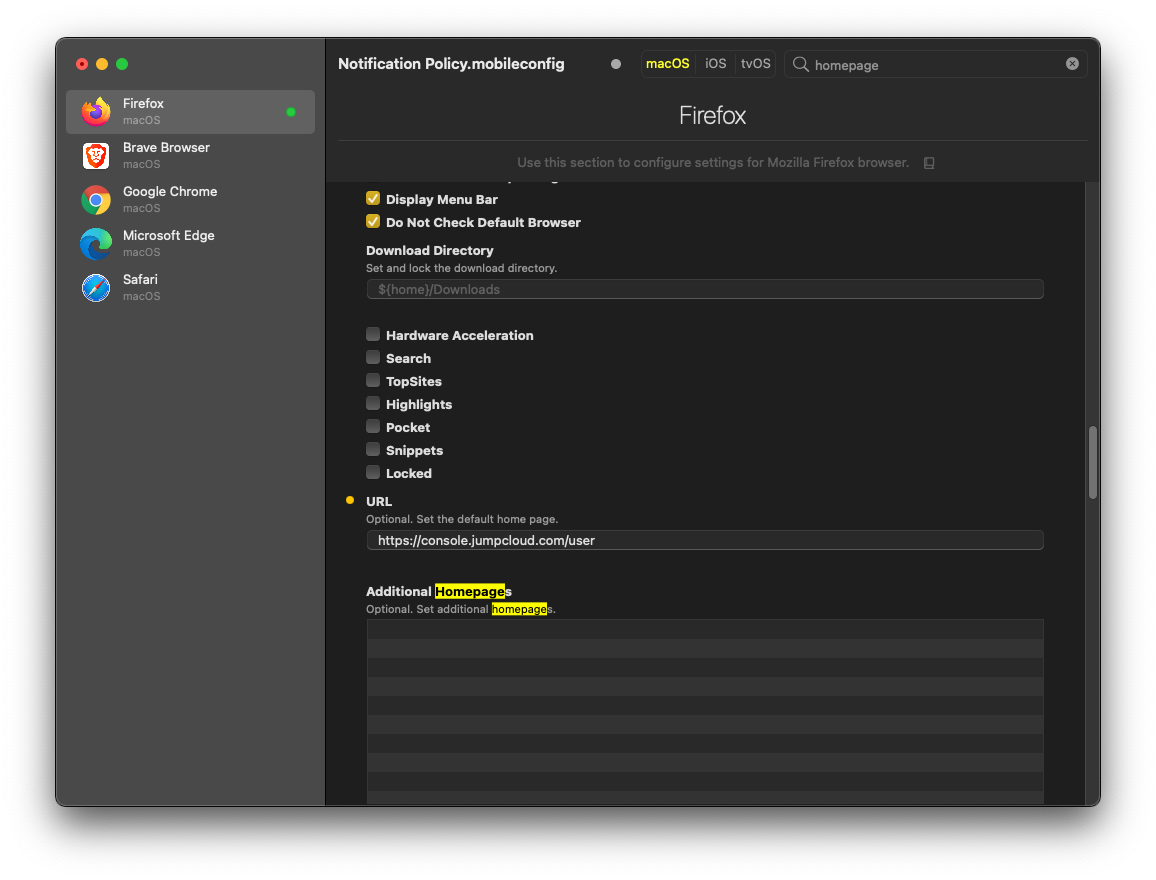 Notification Policy.mobileconfig
macOS
iOS
tvOS
homepage
Firefox
macOS
Brave Browser
macOS
Google Chrome
macOS
Microsoft Edge
macOS
Safari
macOS
Firefox
Use this section to configure settings for Mozilla Firefox browser.
Display Menu Bar
Do Not Check Default Browser
Download Directory
Set and lock the download directory.
${home}/Downloads
Hardware Acceleration
Search
TopSites
Highlights
Pocket
Snippets
Locked
URL
Optional. Set the default home page.
https://console.jumpcloud.com/user
Additional Homepages
Optional. Set additional homepages.